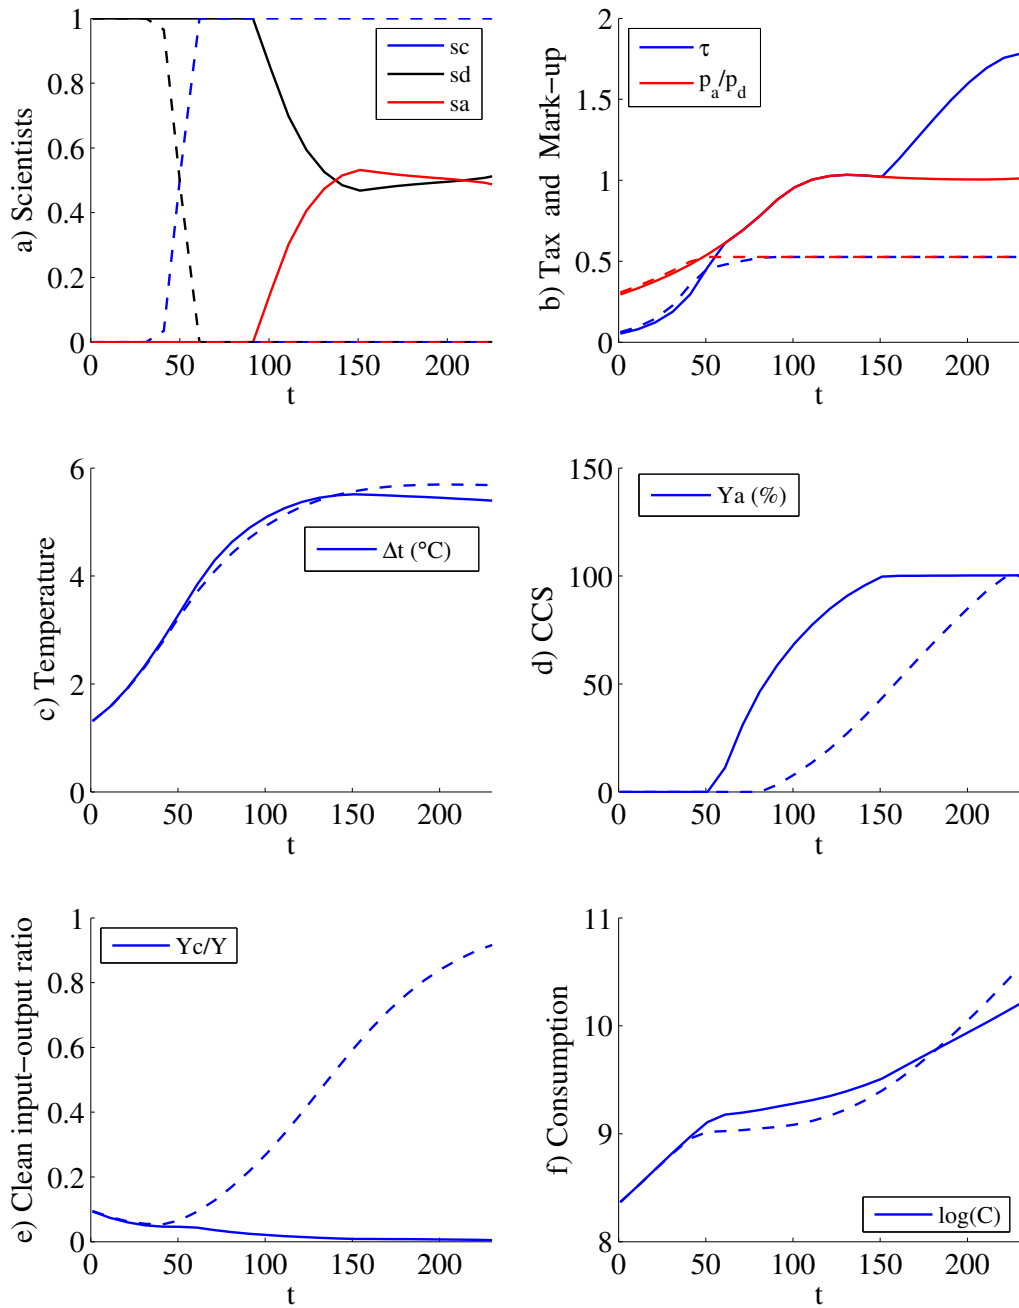 a) Scientists
1
0.8
0.6
0.4
0.2
0
0 50 100 150 200
t
sc
sd
sa
b) Tax and Mark−up
2
1.5
1
0.5
0
0 50 100 150 200
t
τ
p_a/p_d
c) Temperature
6
4
2
0
0 50 100 150 200
t
Δt (°C)
d) CCS
150
100
50
0
0 50 100 150 200
t
Ya (%)
e) Clean input−output ratio
1
0.8
0.6
0.4
0.2
0
0 50 100 150 200
t
Yc/Y
f) Consumption
11
10
9
8
0 50 100 150 200
t
log(C)